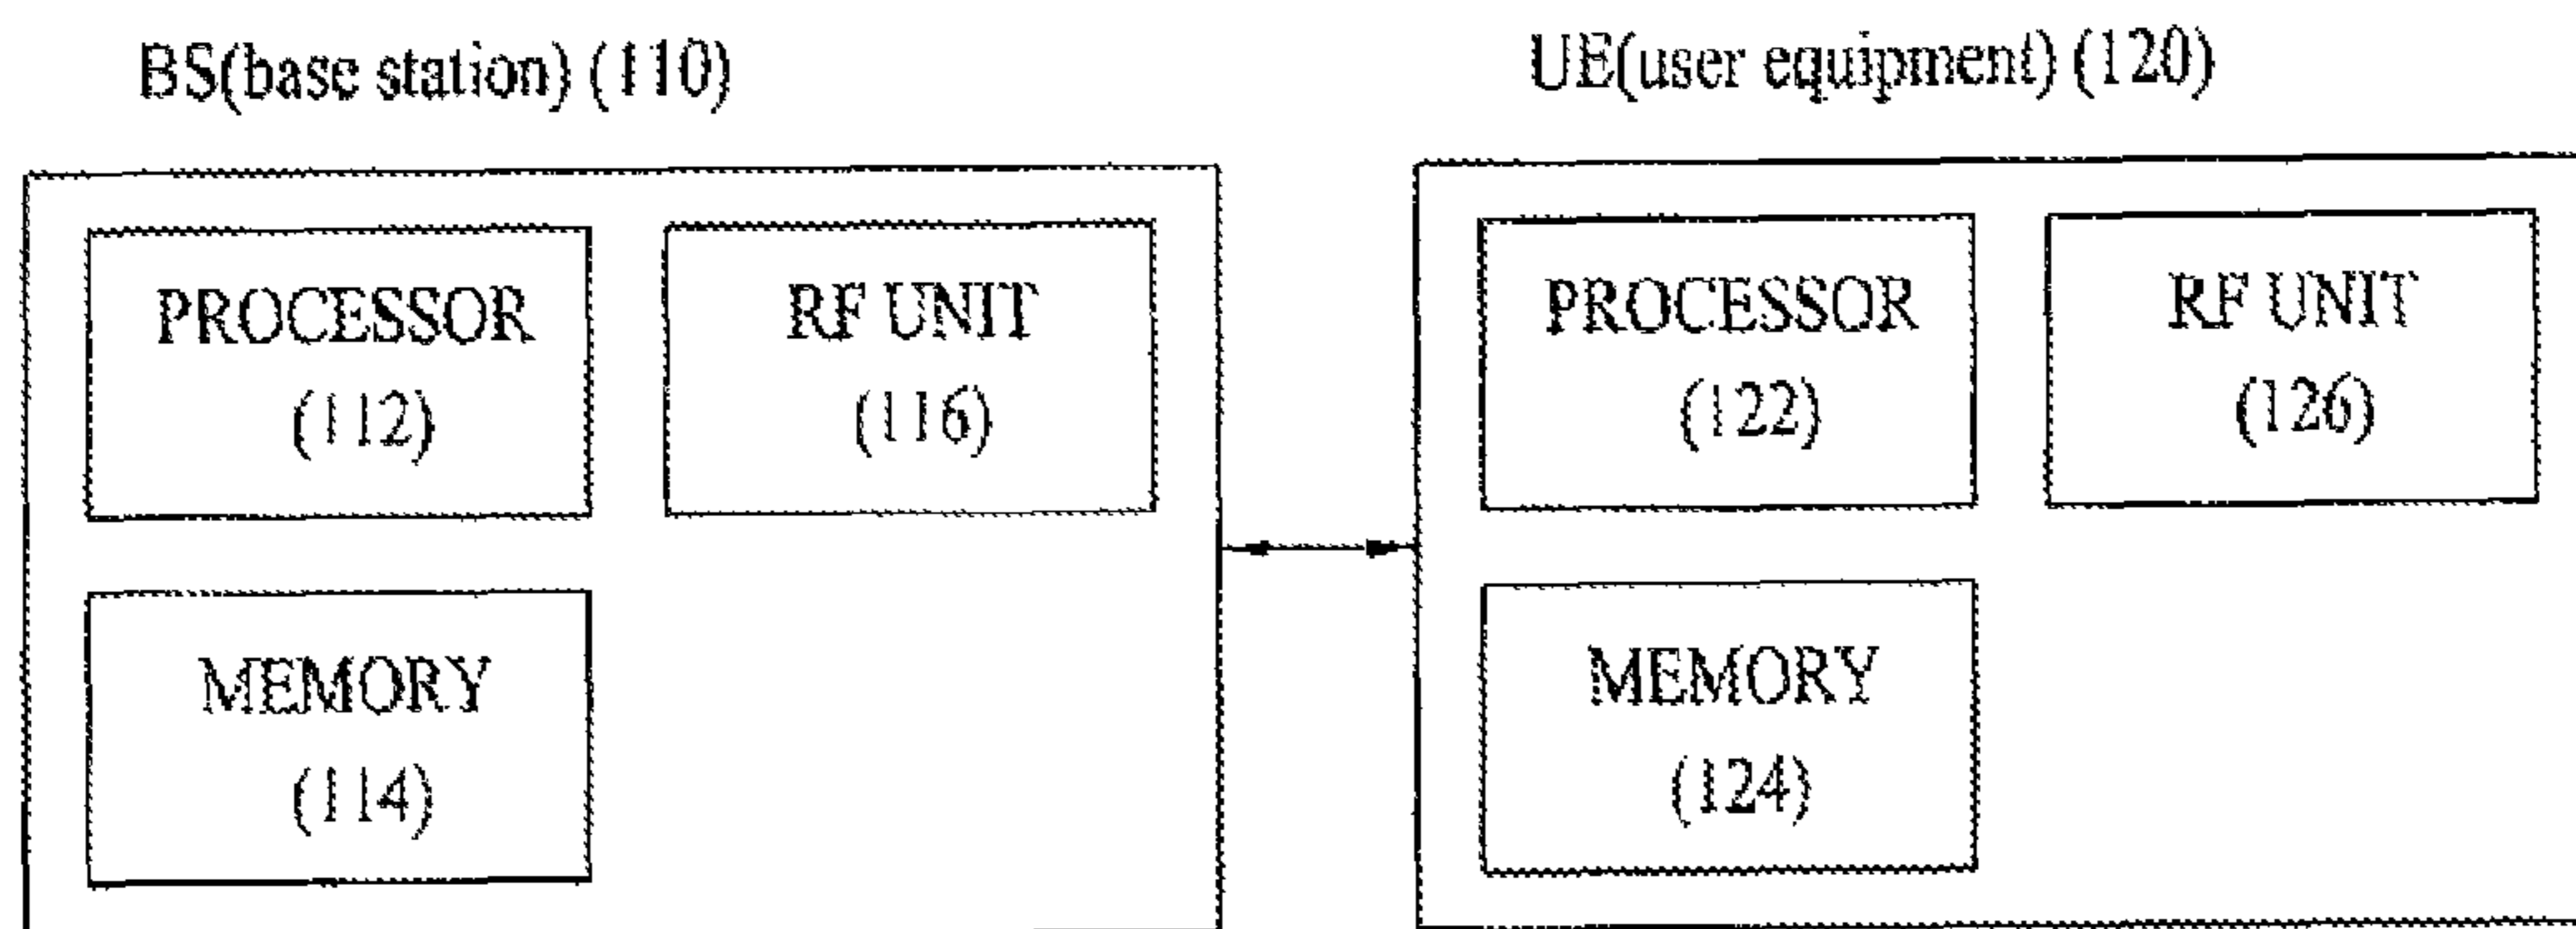 BS(base station) (110)
UE(user equipment) (120)
PROCESSOR
(112)
RF UNIT
(116)
MEMORY
(114)
PROCESSOR
(122)
RF UNIT
(126)
MEMORY
(124)